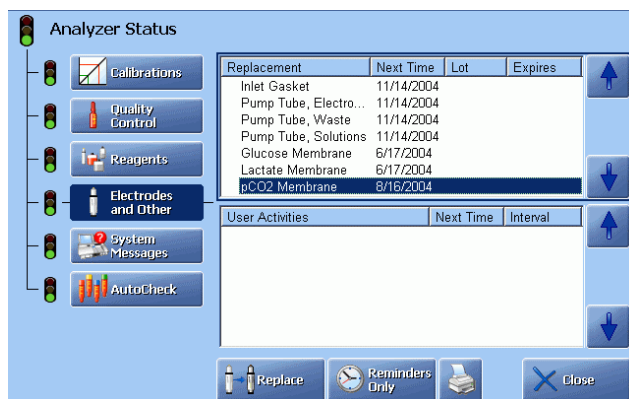 Analyzer Status
Calibrations
Quality
Control
Reagents
Electrodes
and Other
System
Messages
AutoCheck
Replacement Next Time Lot Expires
Inlet Gasket 11/14/2004
Pump Tube, Electro... 11/14/2004
Pump Tube, Waste 11/14/2004
Pump Tube, Solutions 11/14/2004
Glucose Membrane 6/17/2004
Lactate Membrane 6/17/2004
pCO2 Membrane 8/16/2004
User Activities Next Time Interval
Replace
Reminders
Only
Close